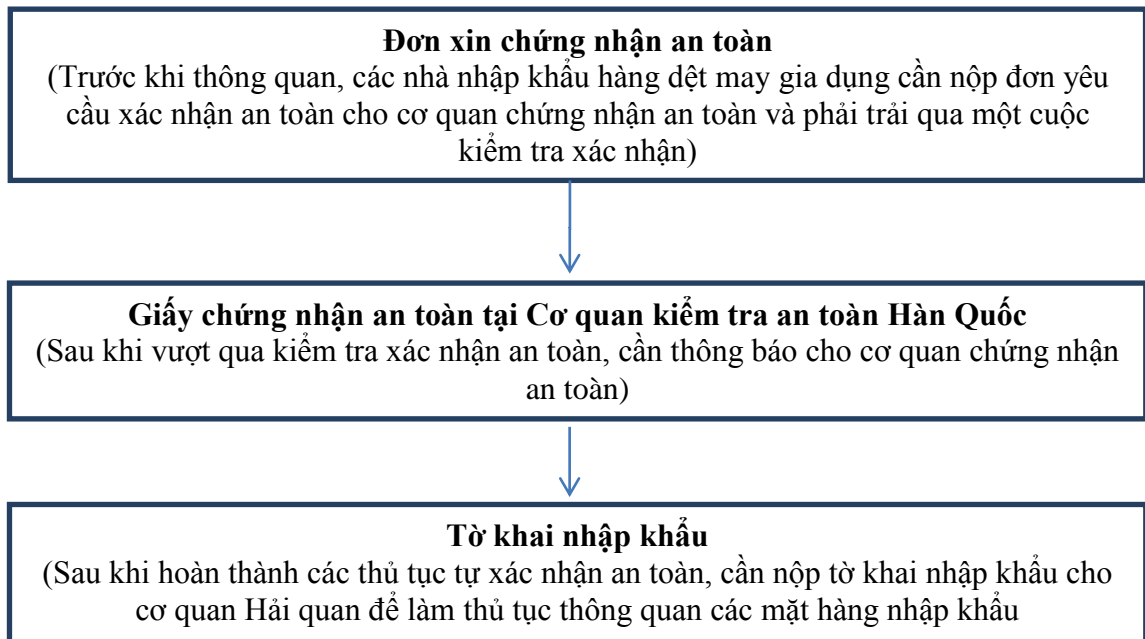 Đơn xin chứng nhận an toàn
(Trước khi thông quan, các nhà nhập khẩu hàng dệt may gia dụng cần nộp đơn yêu
cầu xác nhận an toàn cho cơ quan chứng nhận an toàn và phải trải qua một cuộc
kiểm tra xác nhận)
Giấy chứng nhận an toàn tại Cơ quan kiểm tra an toàn Hàn Quốc
(Sau khi vượt qua kiểm tra xác nhận an toàn, cần thông báo cho cơ quan chứng nhận
an toàn)
Tờ khai nhập khẩu
(Sau khi hoàn thành các thủ tục tự xác nhận an toàn, cần nộp tờ khai nhập khẩu cho
cơ quan Hải quan để làm thủ tục thông quan các mặt hàng nhập khẩu